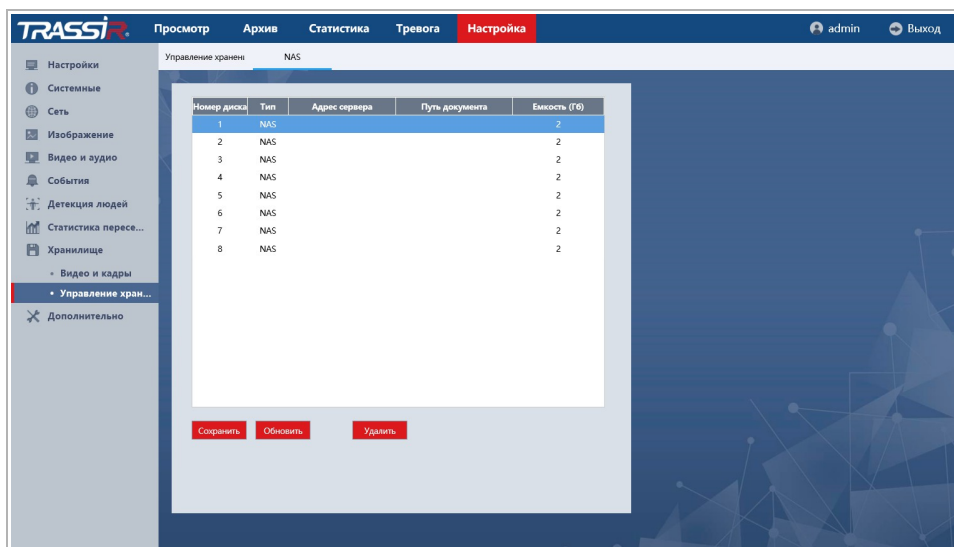 TRASSIR Просмотр Архив Статистика Тревога Настройка admin Выход
Настройки
Системные
Сеть
Изображение
Видео и аудио
События
Детекция людей
Статистика пересе...
Хранилище
Видео и кадры
Управление хран...
Дополнительно
Управление хранен NAS
Номер диска Тип Адрес сервера Путь документа Емкость (Гб)
1 NAS 2
2 NAS 2
3 NAS 2
4 NAS 2
5 NAS 2
6 NAS 2
7 NAS 2
8 NAS 2
Сохранить Обновить Удалить